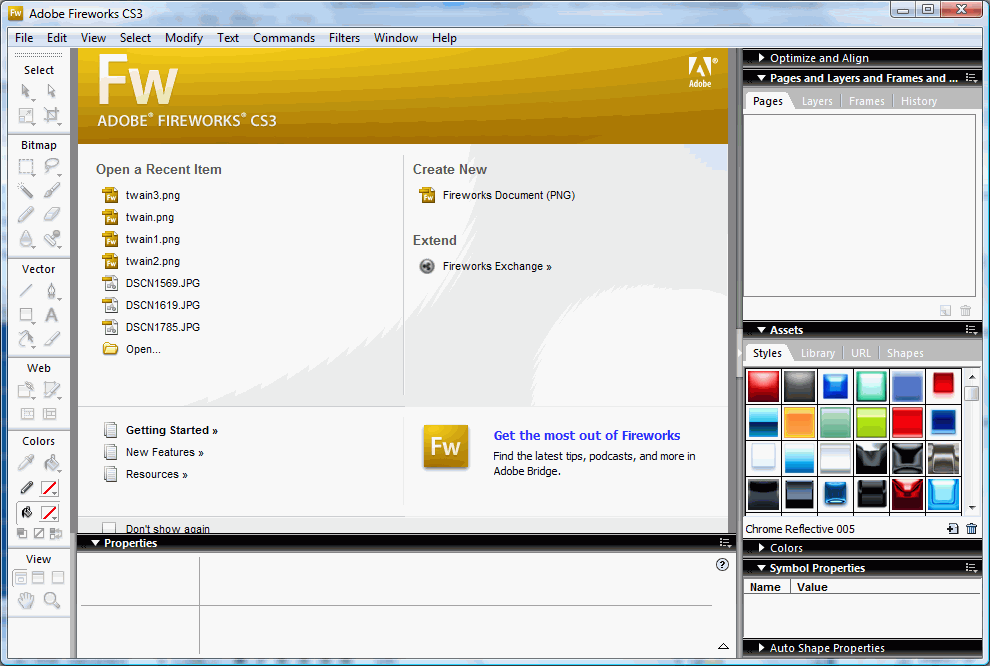 Fw Adobe Fireworks CS3
File Edit View Select Modify Text Commands Filters Window Help
Select
Bitmap
Vector
A
Web
Colors
View
Fw
ADOBE® FIREWORKS® CS3
Adobe
Open a Recent Item
twain3.png
twain.png
twain1.png
twain2.png
DSCN1569.JPG
DSCN1619.JPG
DSCN1785.JPG
Open...
Create New
Fireworks Document (PNG)
Extend
Fireworks Exchange »
Getting Started »
New Features »
Resources »
Fw
Get the most out of Fireworks
Find the latest tips, podcasts, and more in
Adobe Bridge.
Don't show again
Properties
?
Optimize and Align
Pages and Layers and Frames and ...
Pages Layers Frames History
Assets
Styles Library URL Shapes
Chrome Reflective 005
Colors
Symbol Properties
Name Value
Auto Shape Properties